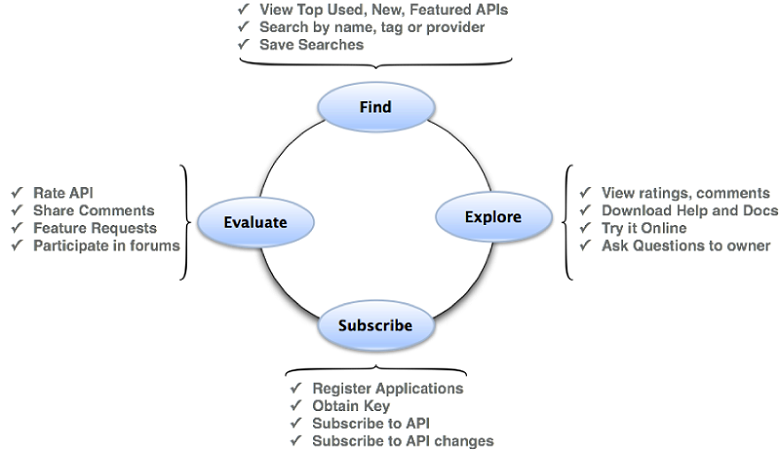 ✓ View Top Used, New, Featured APIs
✓ Search by name, tag or provider
✓ Save Searches
Find
✓ Rate API
✓ Share Comments
✓ Feature Requests
✓ Participate in forums
Evaluate
Explore
✓ View ratings, comments
✓ Download Help and Docs
✓ Try it Online
✓ Ask Questions to owner
Subscribe
✓ Register Applications
✓ Obtain Key
✓ Subscribe to API
✓ Subscribe to API changes